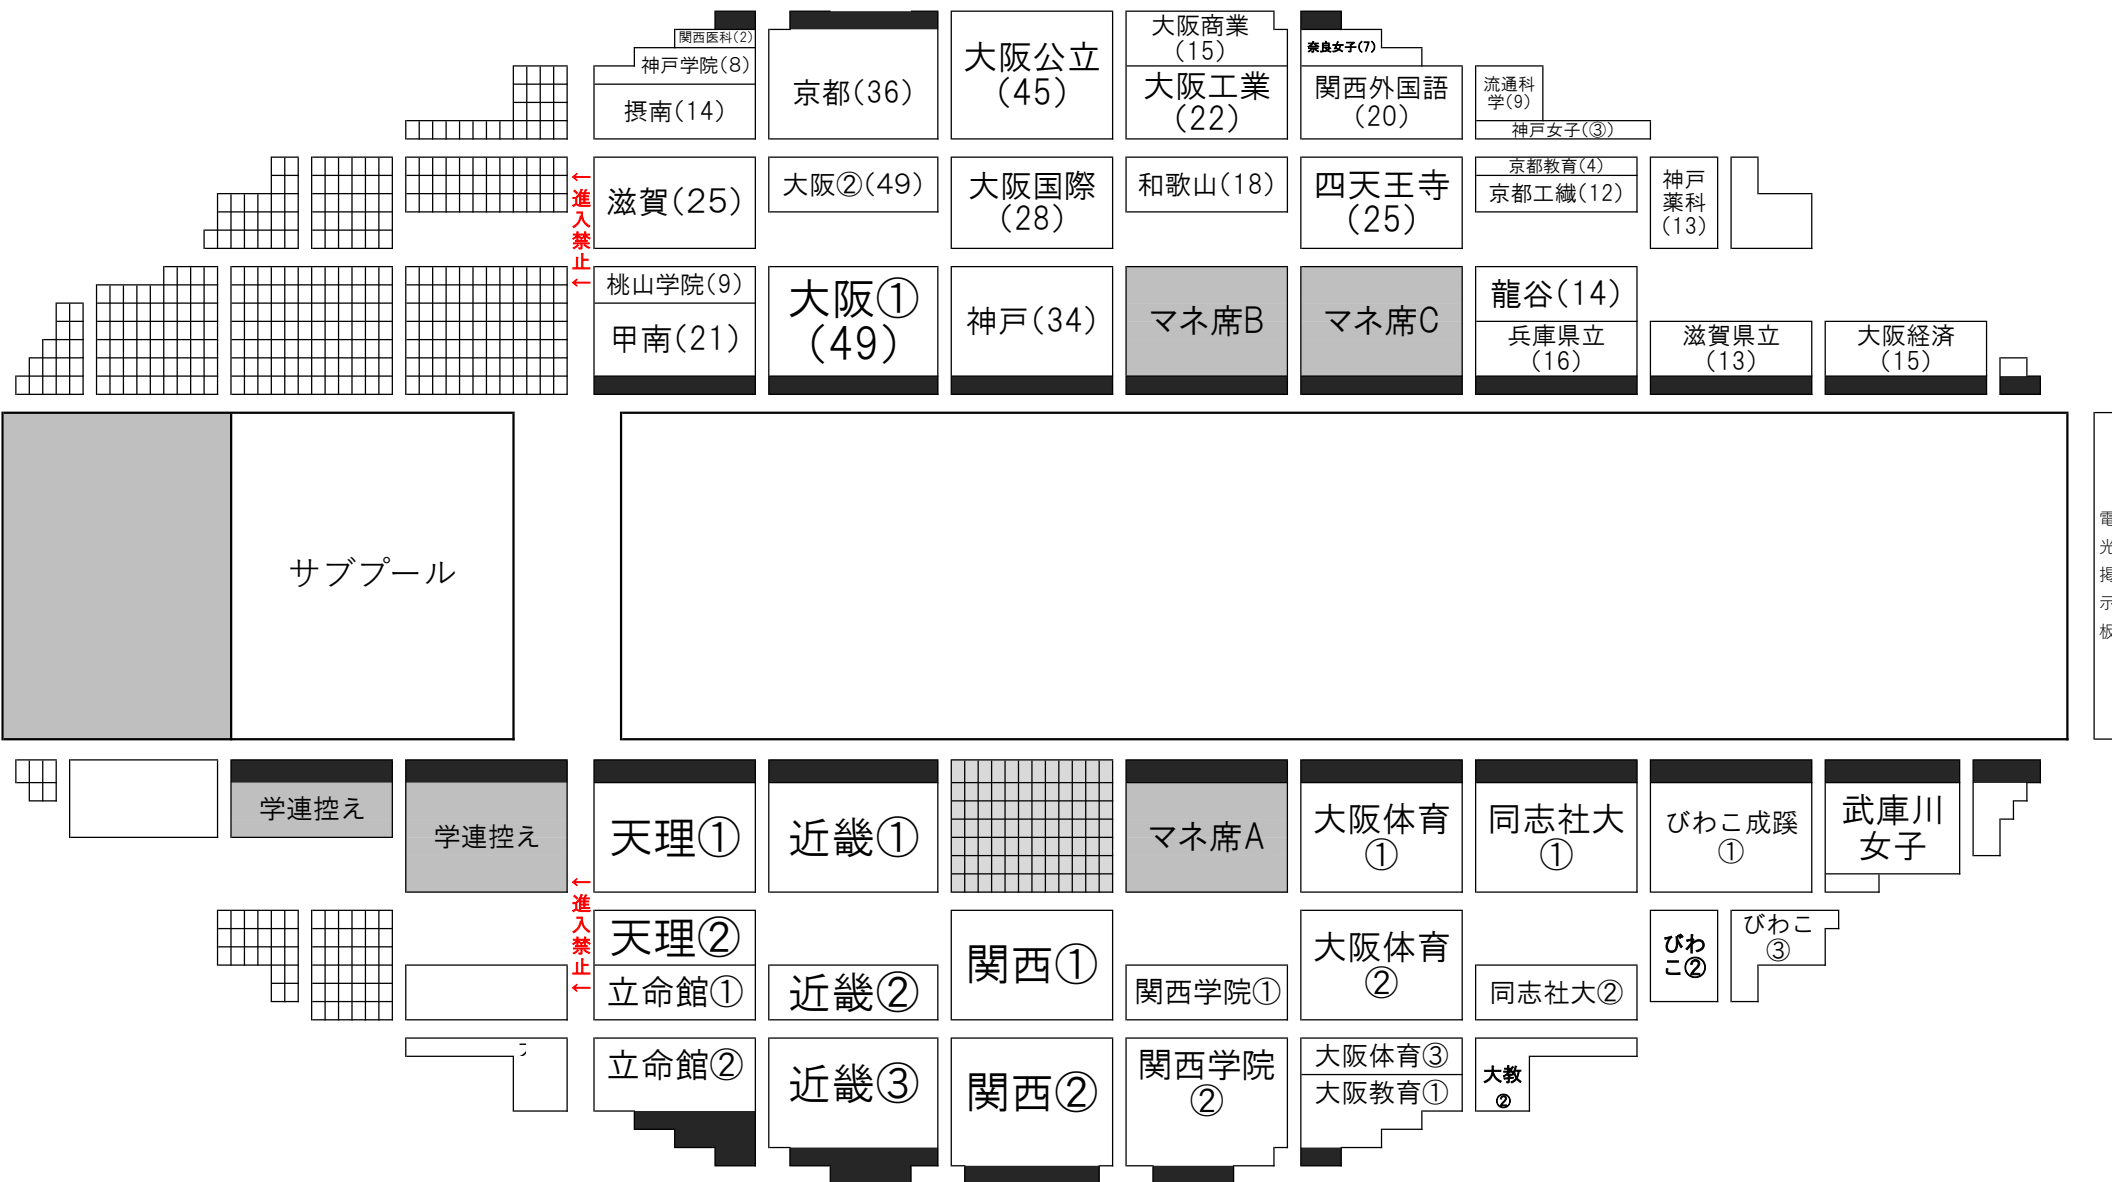 関西医科(2)
神戸学院(8)
摂南(14)
京都(36)
大阪公立
(45)
大阪商業
(15)
大阪工業
(22)
奈良女子(7)
関西外国語
(20)
流通科
学(9)
神戸女子(③)
←進入禁止←
滋賀(25)
大阪②(49)
大阪国際
(28)
和歌山(18)
四天王寺
(25)
京都教育(4)
京都工繊(12)
神戸
薬科
(13)
桃山学院(9)
甲南(21)
大阪①
(49)
神戸(34)
マネ席B
マネ席C
龍谷(14)
兵庫県立
(16)
滋賀県立
(13)
大阪経済
(15)
サブプール
電光掲示板
学連控え
学連控え
天理①
近畿①
マネ席A
大阪体育
①
同志社大
①
びわこ成蹊
①
武庫川
女子
←進入禁止←
天理②
立命館①
近畿②
関西①
関西学院①
大阪体育
②
同志社大②
びわ
こ②
びわこ
③
立命館②
近畿③
関西②
関西学院
②
大阪体育③
大阪教育①
大教
②